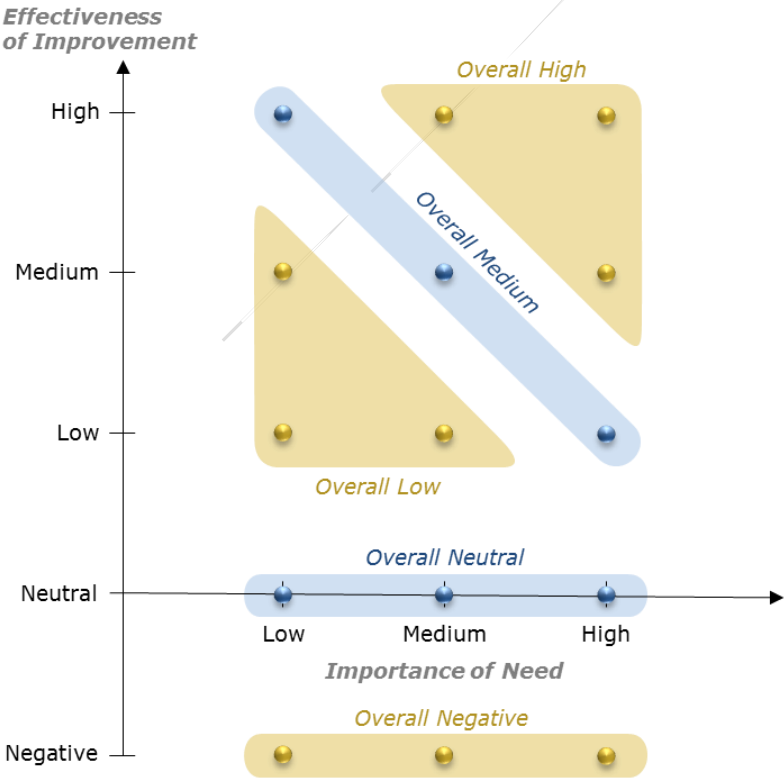 Effectiveness
of Improvement
Overall High
High
Overall Medium
Medium
Low
Overall Low
Overall Neutral
Neutral
Low
Medium
High
Importance of Need
Overall Negative
Negative